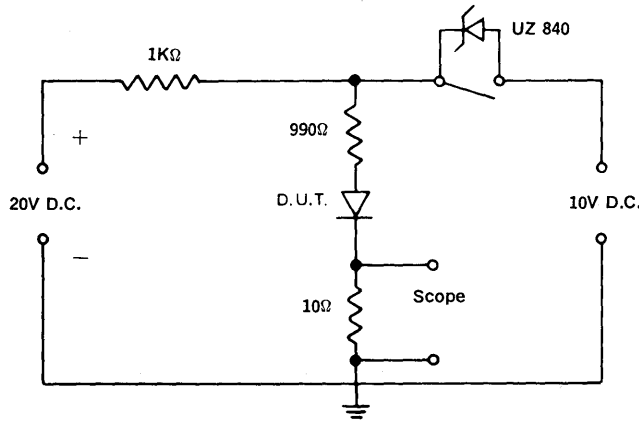 UZ 840
1KΩ
+
990Ω
20V D.C.
D.U.T.
10V D.C.
−
10Ω
Scope